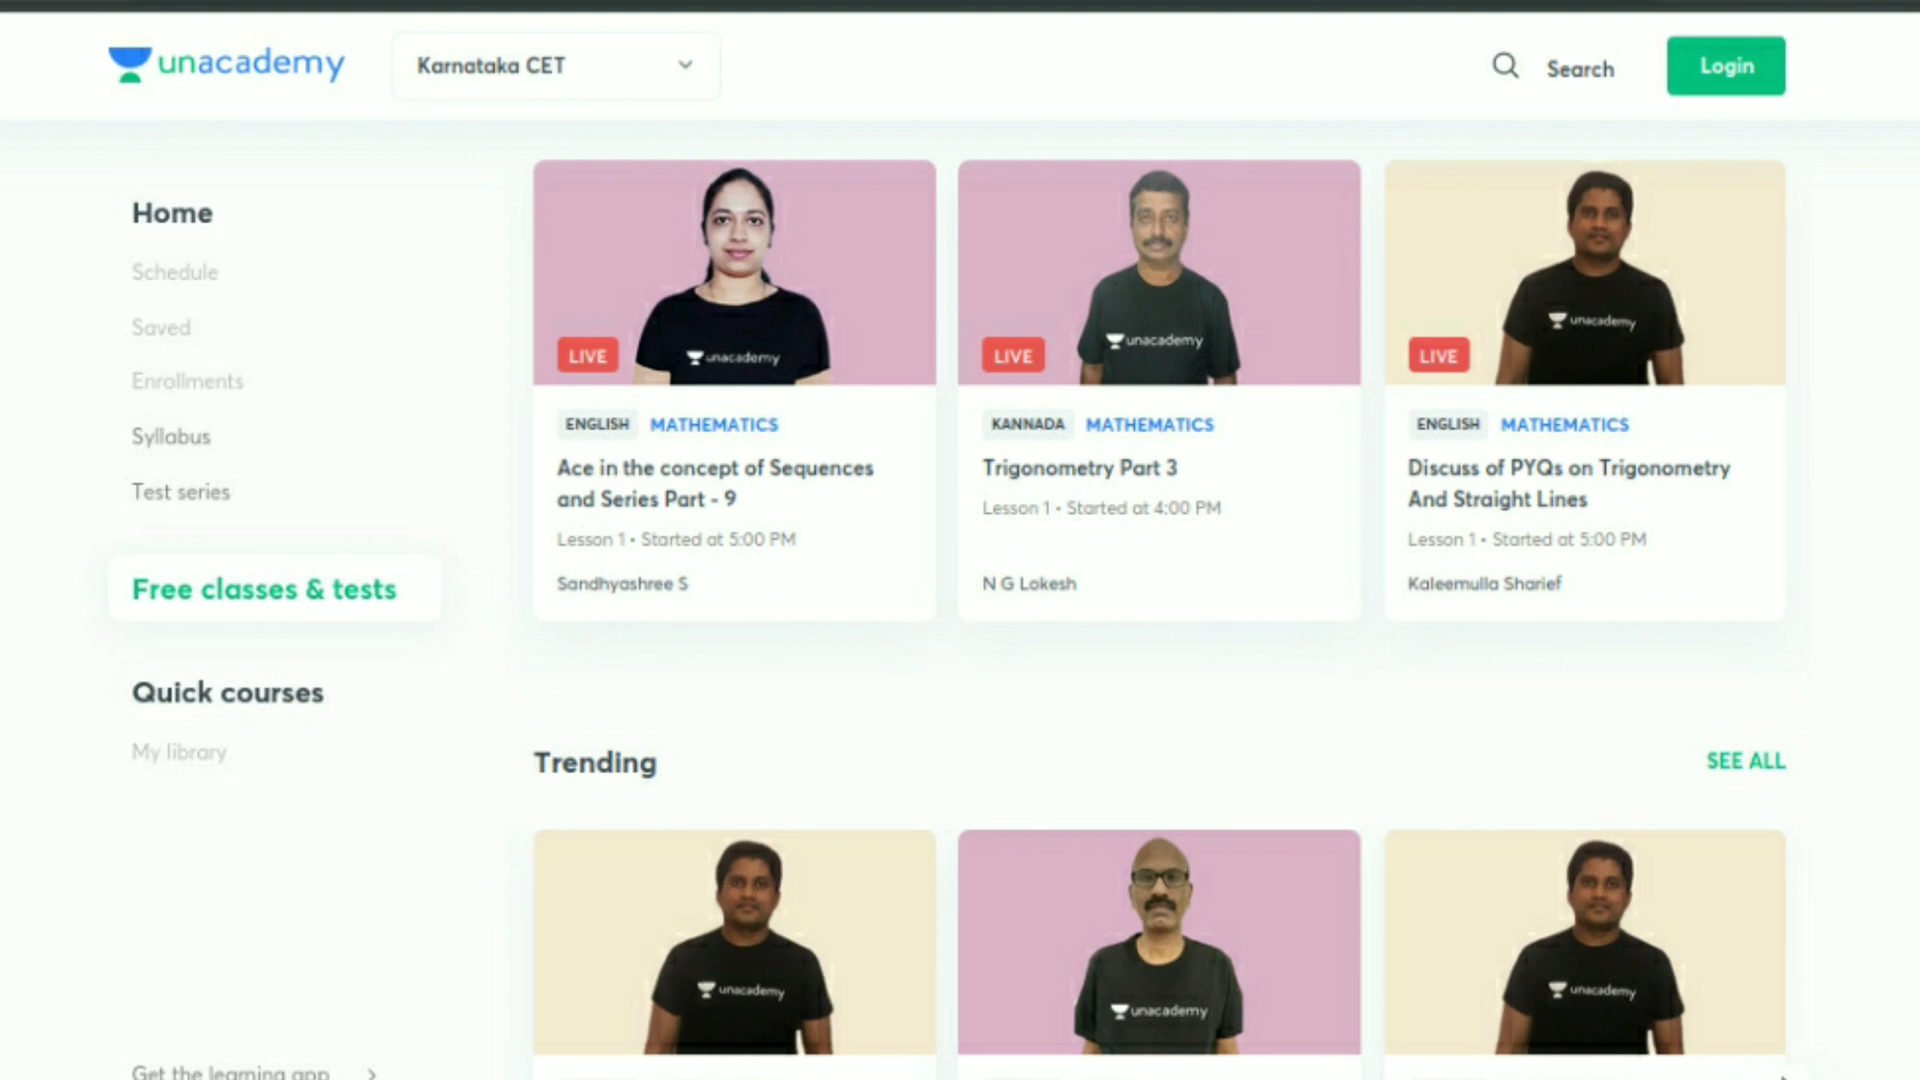 unacademy
Karnataka CET
Search
Login
Home
Schedule
Saved
Enrollments
Syllabus
Test series
Free classes & tests
Quick courses
My library
Get the learning app
unacademy
LIVE
ENGLISH MATHEMATICS
Ace in the concept of Sequences
and Series Part - 9
Lesson 1 • Started at 5:00 PM
Sandhyashree S
unacademy
LIVE
KANNADA MATHEMATICS
Trigonometry Part 3
Lesson 1 • Started at 4:00 PM
N G Lokesh
unacademy
LIVE
ENGLISH MATHEMATICS
Discuss of PYQs on Trigonometry
And Straight Lines
Lesson 1 • Started at 5:00 PM
Kaleemulla Sharief
Trending
SEE ALL
unacademy
unacademy
unacademy